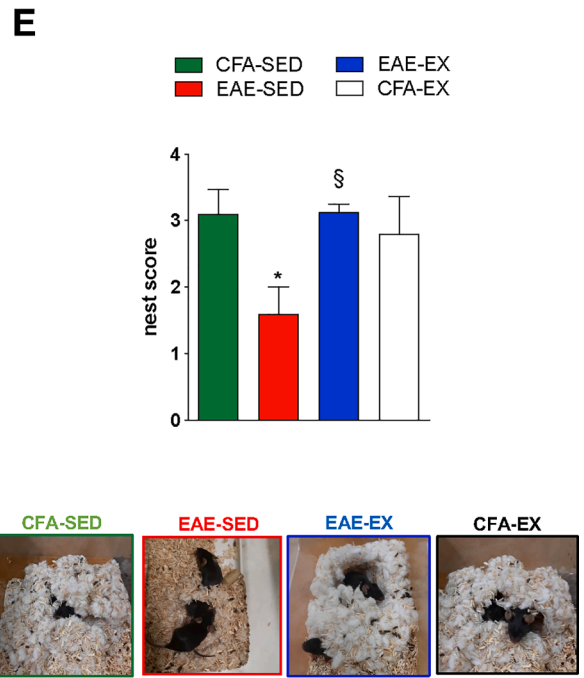 E
CFA-SED EAE-EX
EAE-SED CFA-EX
4
§
3
nest score
2
*
1
0
CFA-SED EAE-SED EAE-EX CFA-EX